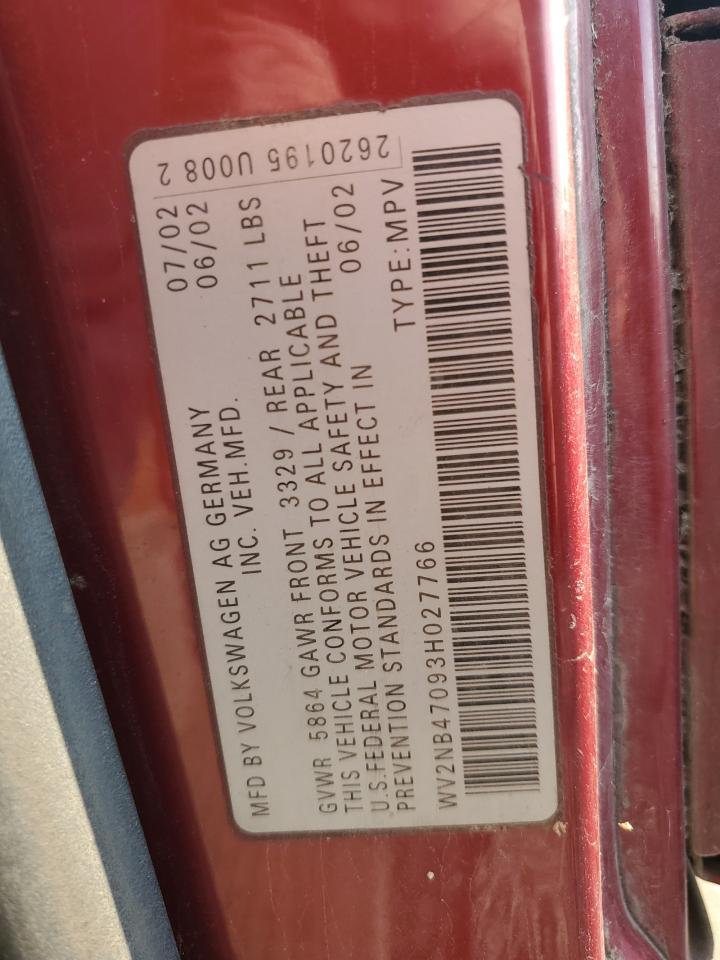 MFD BY VOLKSWAGEN AG GERMANY 07/02
INC. VEH.MFD. 06/02
GVWR 5864 GAWR FRONT 3329 / REAR 2711 LBS
THIS VEHICLE CONFORMS TO ALL APPLICABLE
U.S.FEDERAL MOTOR VEHICLE SAFETY AND THEFT
PREVENTION STANDARDS IN EFFECT IN 06/02
WV2NB47093H027766 TYPE:MPV
2620195 U008 2